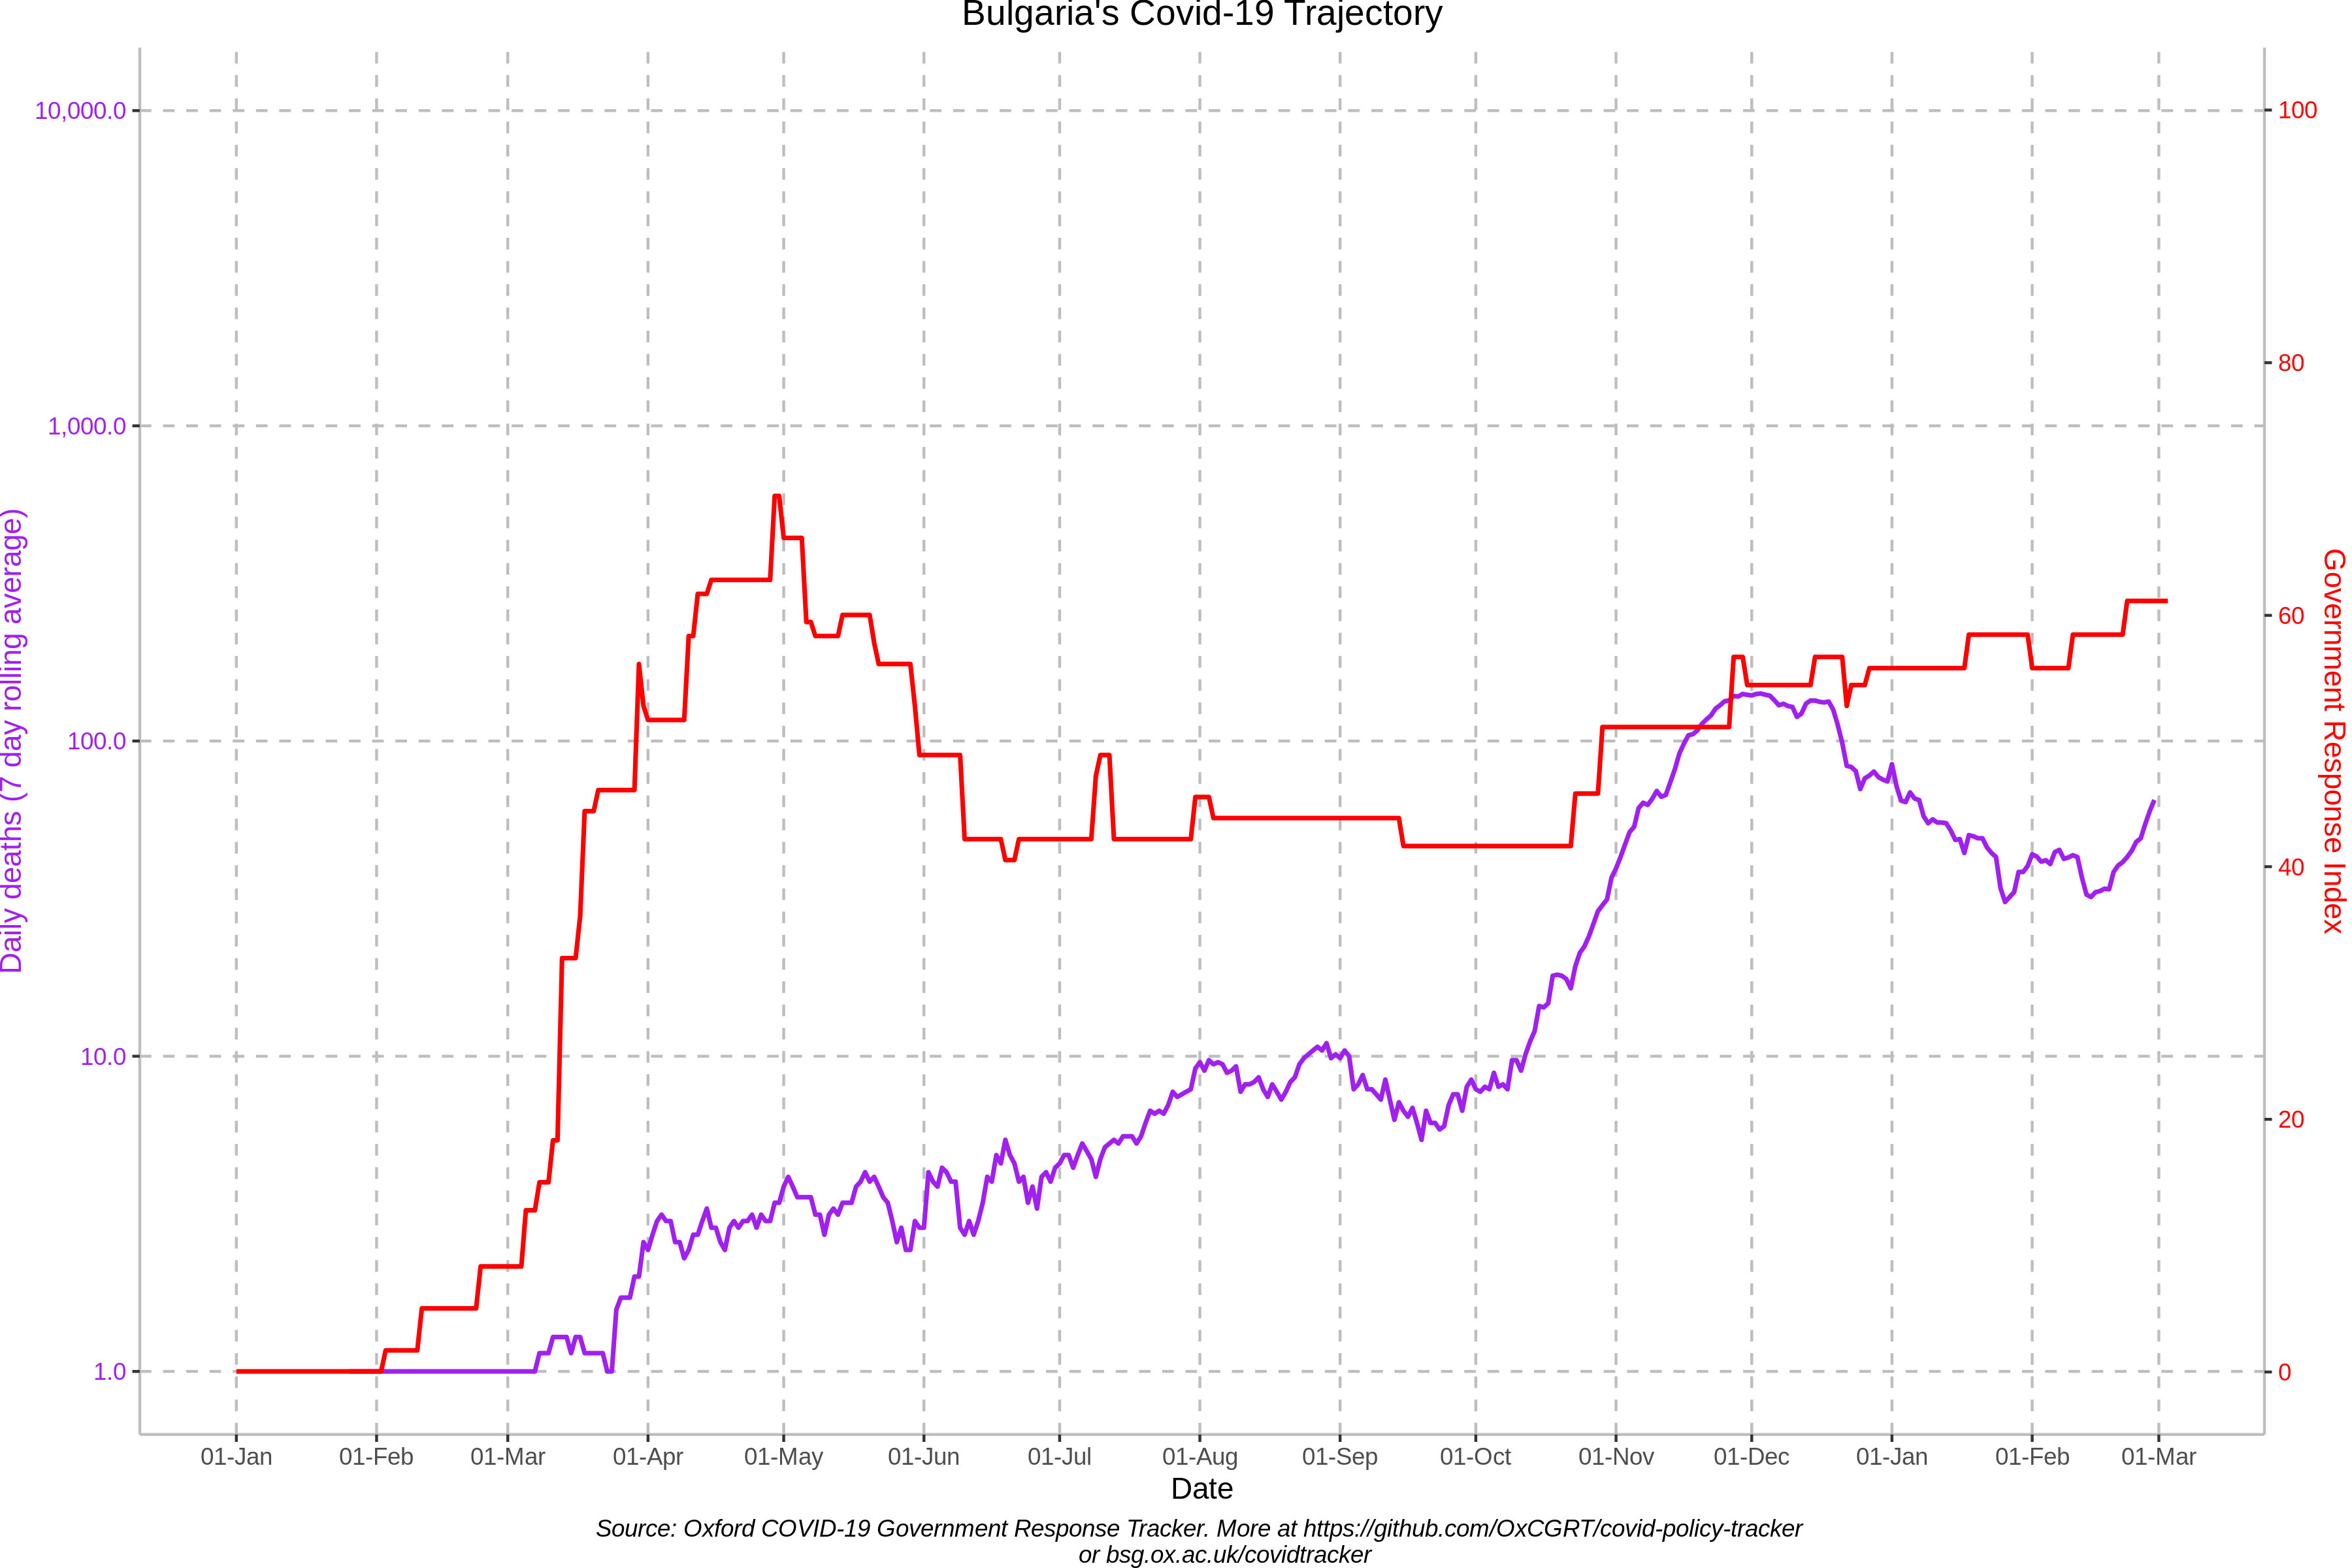 Bulgaria's Covid-19 Trajectory
10,000.0
1,000.0
100.0
10.0
1.0
Daily deaths (7 day rolling average)
100
80
60
40
20
0
Government Response Index
01-Jan 01-Feb 01-Mar 01-Apr 01-May 01-Jun 01-Jul 01-Aug 01-Sep 01-Oct 01-Nov 01-Dec 01-Jan 01-Feb 01-Mar
Date
Source: Oxford COVID-19 Government Response Tracker. More at https://github.com/OxCGRT/covid-policy-tracker
or bsg.ox.ac.uk/covidtracker